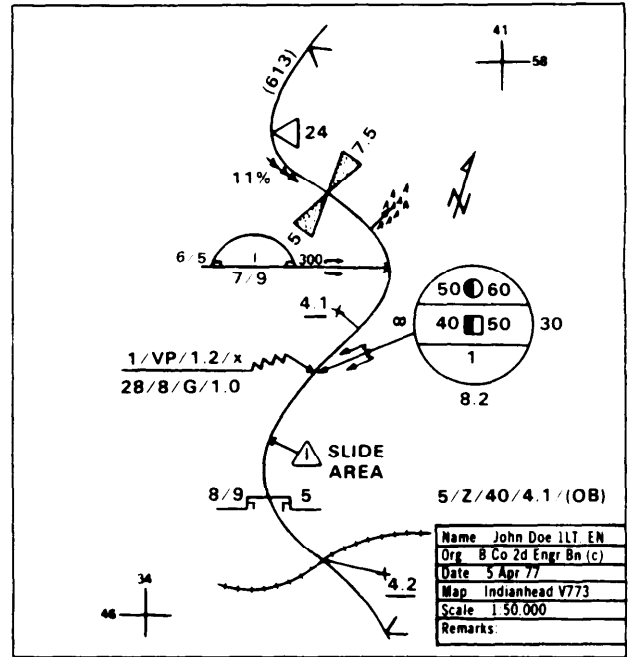 41
58
(613)
24
7.5
11%
5
N
6/5
1
300
7/9
50 60
4.1
8
40 50
30
1
8.2
1/VP/1.2/x
28/8/G/1.0
1
SLIDE
AREA
8/9
5
5/Z/40/4.1/(OB)
Name John Doe 1LT. EN
Org B Co 2d Engr Bn (c)
Date 5 Apr 77
Map Indianhead V773
Scale 1:50,000
Remarks:
4.2
34
46